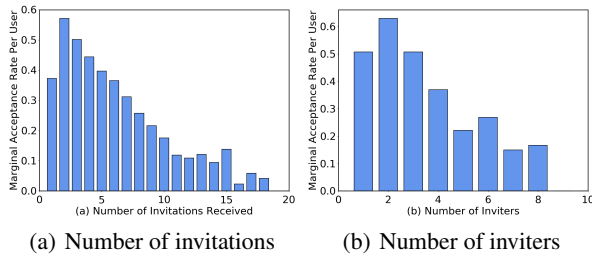 Marginal Acceptance Rate Per User
0.6
0.5
0.4
0.3
0.2
0.1
0.0
0 5 10 15 20
(a) Number of Invitations Received
(a) Number of invitations
Marginal Acceptance Rate Per User
0.6
0.5
0.4
0.3
0.2
0.1
0.0
0 2 4 6 8 10
(b) Number of Inviters
(b) Number of inviters